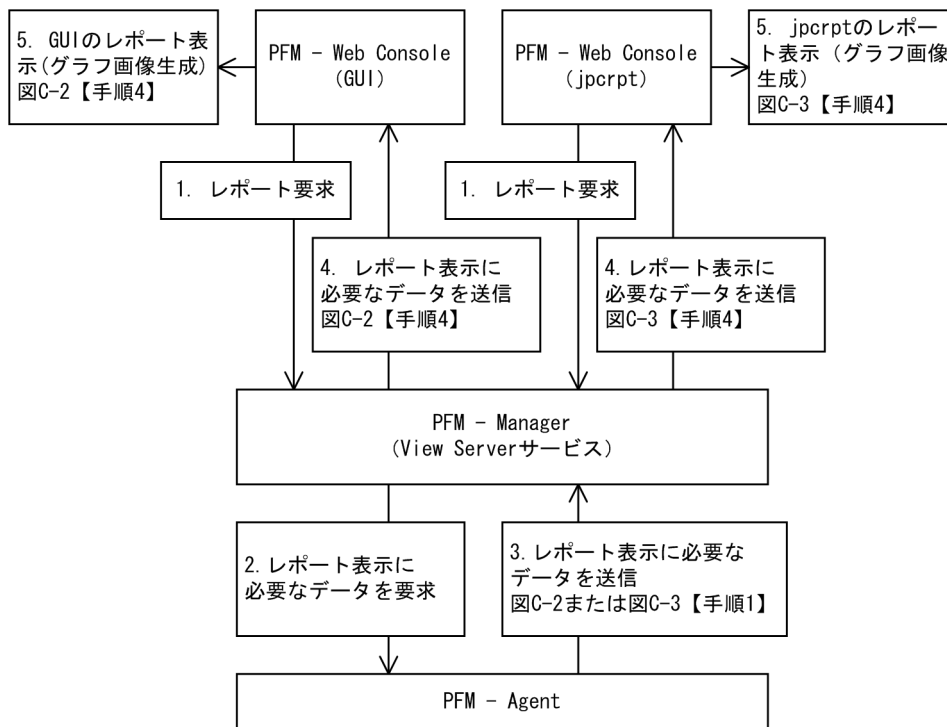 5. GUIのレポート表
示(グラフ画像生成)
図C-2【手順4】
PFM - Web Console
(GUI)
PFM - Web Console
(jpcrpt)
5. jpcrptのレポー
ト表示（グラフ画像
生成）
図C-3【手順4】
1. レポート要求
1. レポート要求
4. レポート表示に
必要なデータを送信
図C-2【手順4】
4.レポート表示に
必要なデータを送信
図C-3【手順4】
PFM - Manager
(View Serverサービス)
2.レポート表示に
必要なデータを要求
3.レポート表示に必要な
データを送信
図C-2または図C-3【手順1】
PFM - Agent